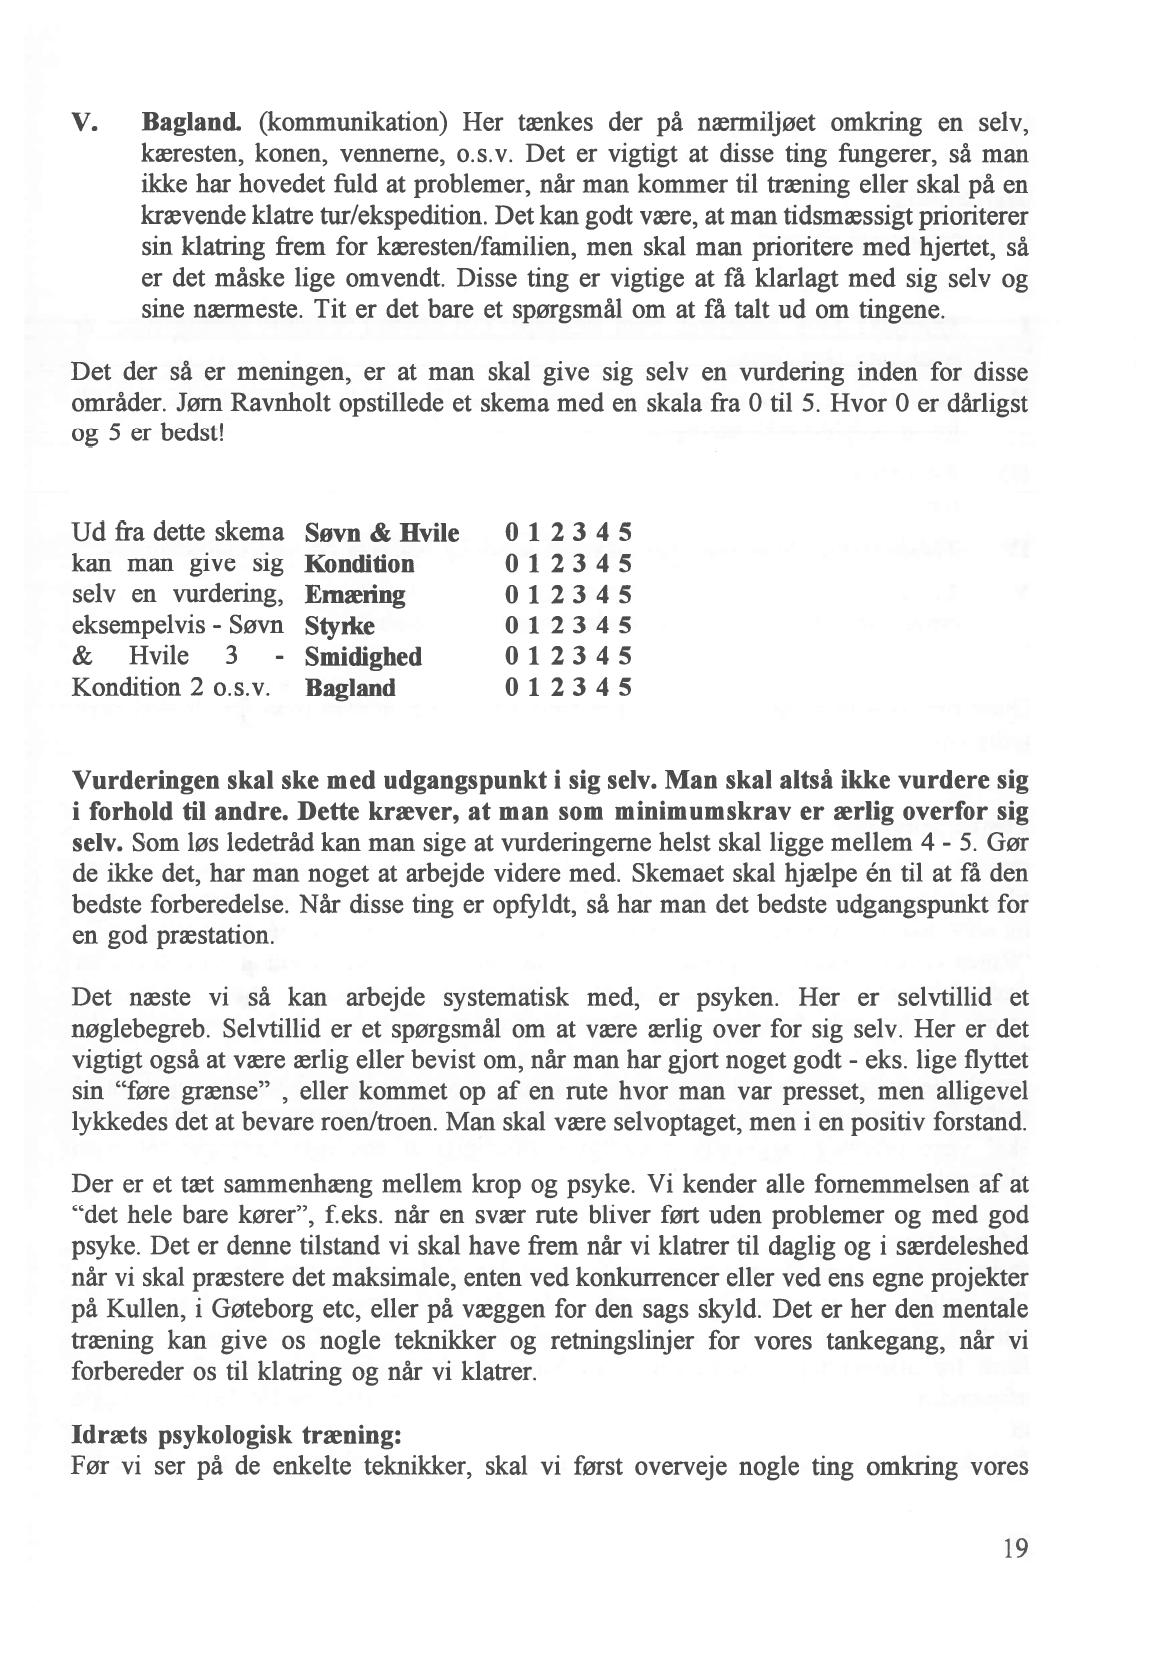 V. Bagland. (kommunikation) Her tænkes der på nærmiljøet omkring en selv,
kæresten, konen, vennerne, o.s.v. Det er vigtigt at disse ting fungerer, så man
ikke har hovedet fuld at problemer, når man kommer til træning eller skal på en
krævende klatre tur/ekspedition. Det kan godt være, at man tidsmæssigt prioriterer
sin klatring frem for kæresten/familien, men skal man prioritere med hjertet, så
er det måske lige omvendt. Disse ting er vigtige at få klarlagt med sig selv og
sine nærmeste. Tit er det bare et spørgsmål om at få talt ud om tingene.
Det der så er meningen, er at man skal give sig selv en vurdering inden for disse
områder. Jørn Ravnholt opstillede et skema med en skala fra 0 til 5. Hvor 0 er dårligst
og 5 er bedst!
Ud fra dette skema
kan man give sig
selv en vurdering,
eksempelvis - Søvn
& Hvile 3 -
Kondition 2 o.s.v.
Søvn & Hvile 0 1 2 3 4 5
Kondition 0 1 2 3 4 5
Ernæring 0 1 2 3 4 5
Styrke 0 1 2 3 4 5
Smidighed 0 1 2 3 4 5
Bagland 0 1 2 3 4 5
Vurderingen skal ske med udgangspunkt i sig selv. Man skal altså ikke vurdere sig
i forhold til andre. Dette kræver, at man som minimumskrav er ærlig overfor sig
selv. Som løs ledetråd kan man sige at vurderingerne helst skal ligge mellem 4 - 5. Gør
de ikke det, har man noget at arbejde videre med. Skemaet skal hjælpe én til at få den
bedste forberedelse. Når disse ting er opfyldt, så har man det bedste udgangspunkt for
en god præstation.
Det næste vi så kan arbejde systematisk med, er psyken. Her er selvtillid et
nøglebegreb. Selvtillid er et spørgsmål om at være ærlig over for sig selv. Her er det
vigtigt også at være ærlig eller bevist om, når man har gjort noget godt - eks. lige flyttet
sin “føre grænse” , eller kommet op af en rute hvor man var presset, men alligevel
lykkedes det at bevare roen/troen. Man skal være selvoptaget, men i en positiv forstand.
Der er et tæt sammenhæng mellem krop og psyke. Vi kender alle fornemmelsen af at
“det hele bare kører”, f.eks. når en svær rute bliver ført uden problemer og med god
psyke. Det er denne tilstand vi skal have frem når vi klatrer til daglig og i særdeleshed
når vi skal præstere det maksimale, enten ved konkurrencer eller ved ens egne projekter
på Kullen, i Gøteborg etc, eller på væggen for den sags skyld. Det er her den mentale
træning kan give os nogle teknikker og retningslinjer for vores tankegang, når vi
forbereder os til klatring og når vi klatrer.
Idræts psykologisk træning:
Før vi ser på de enkelte teknikker, skal vi først overveje nogle ting omkring vores
19